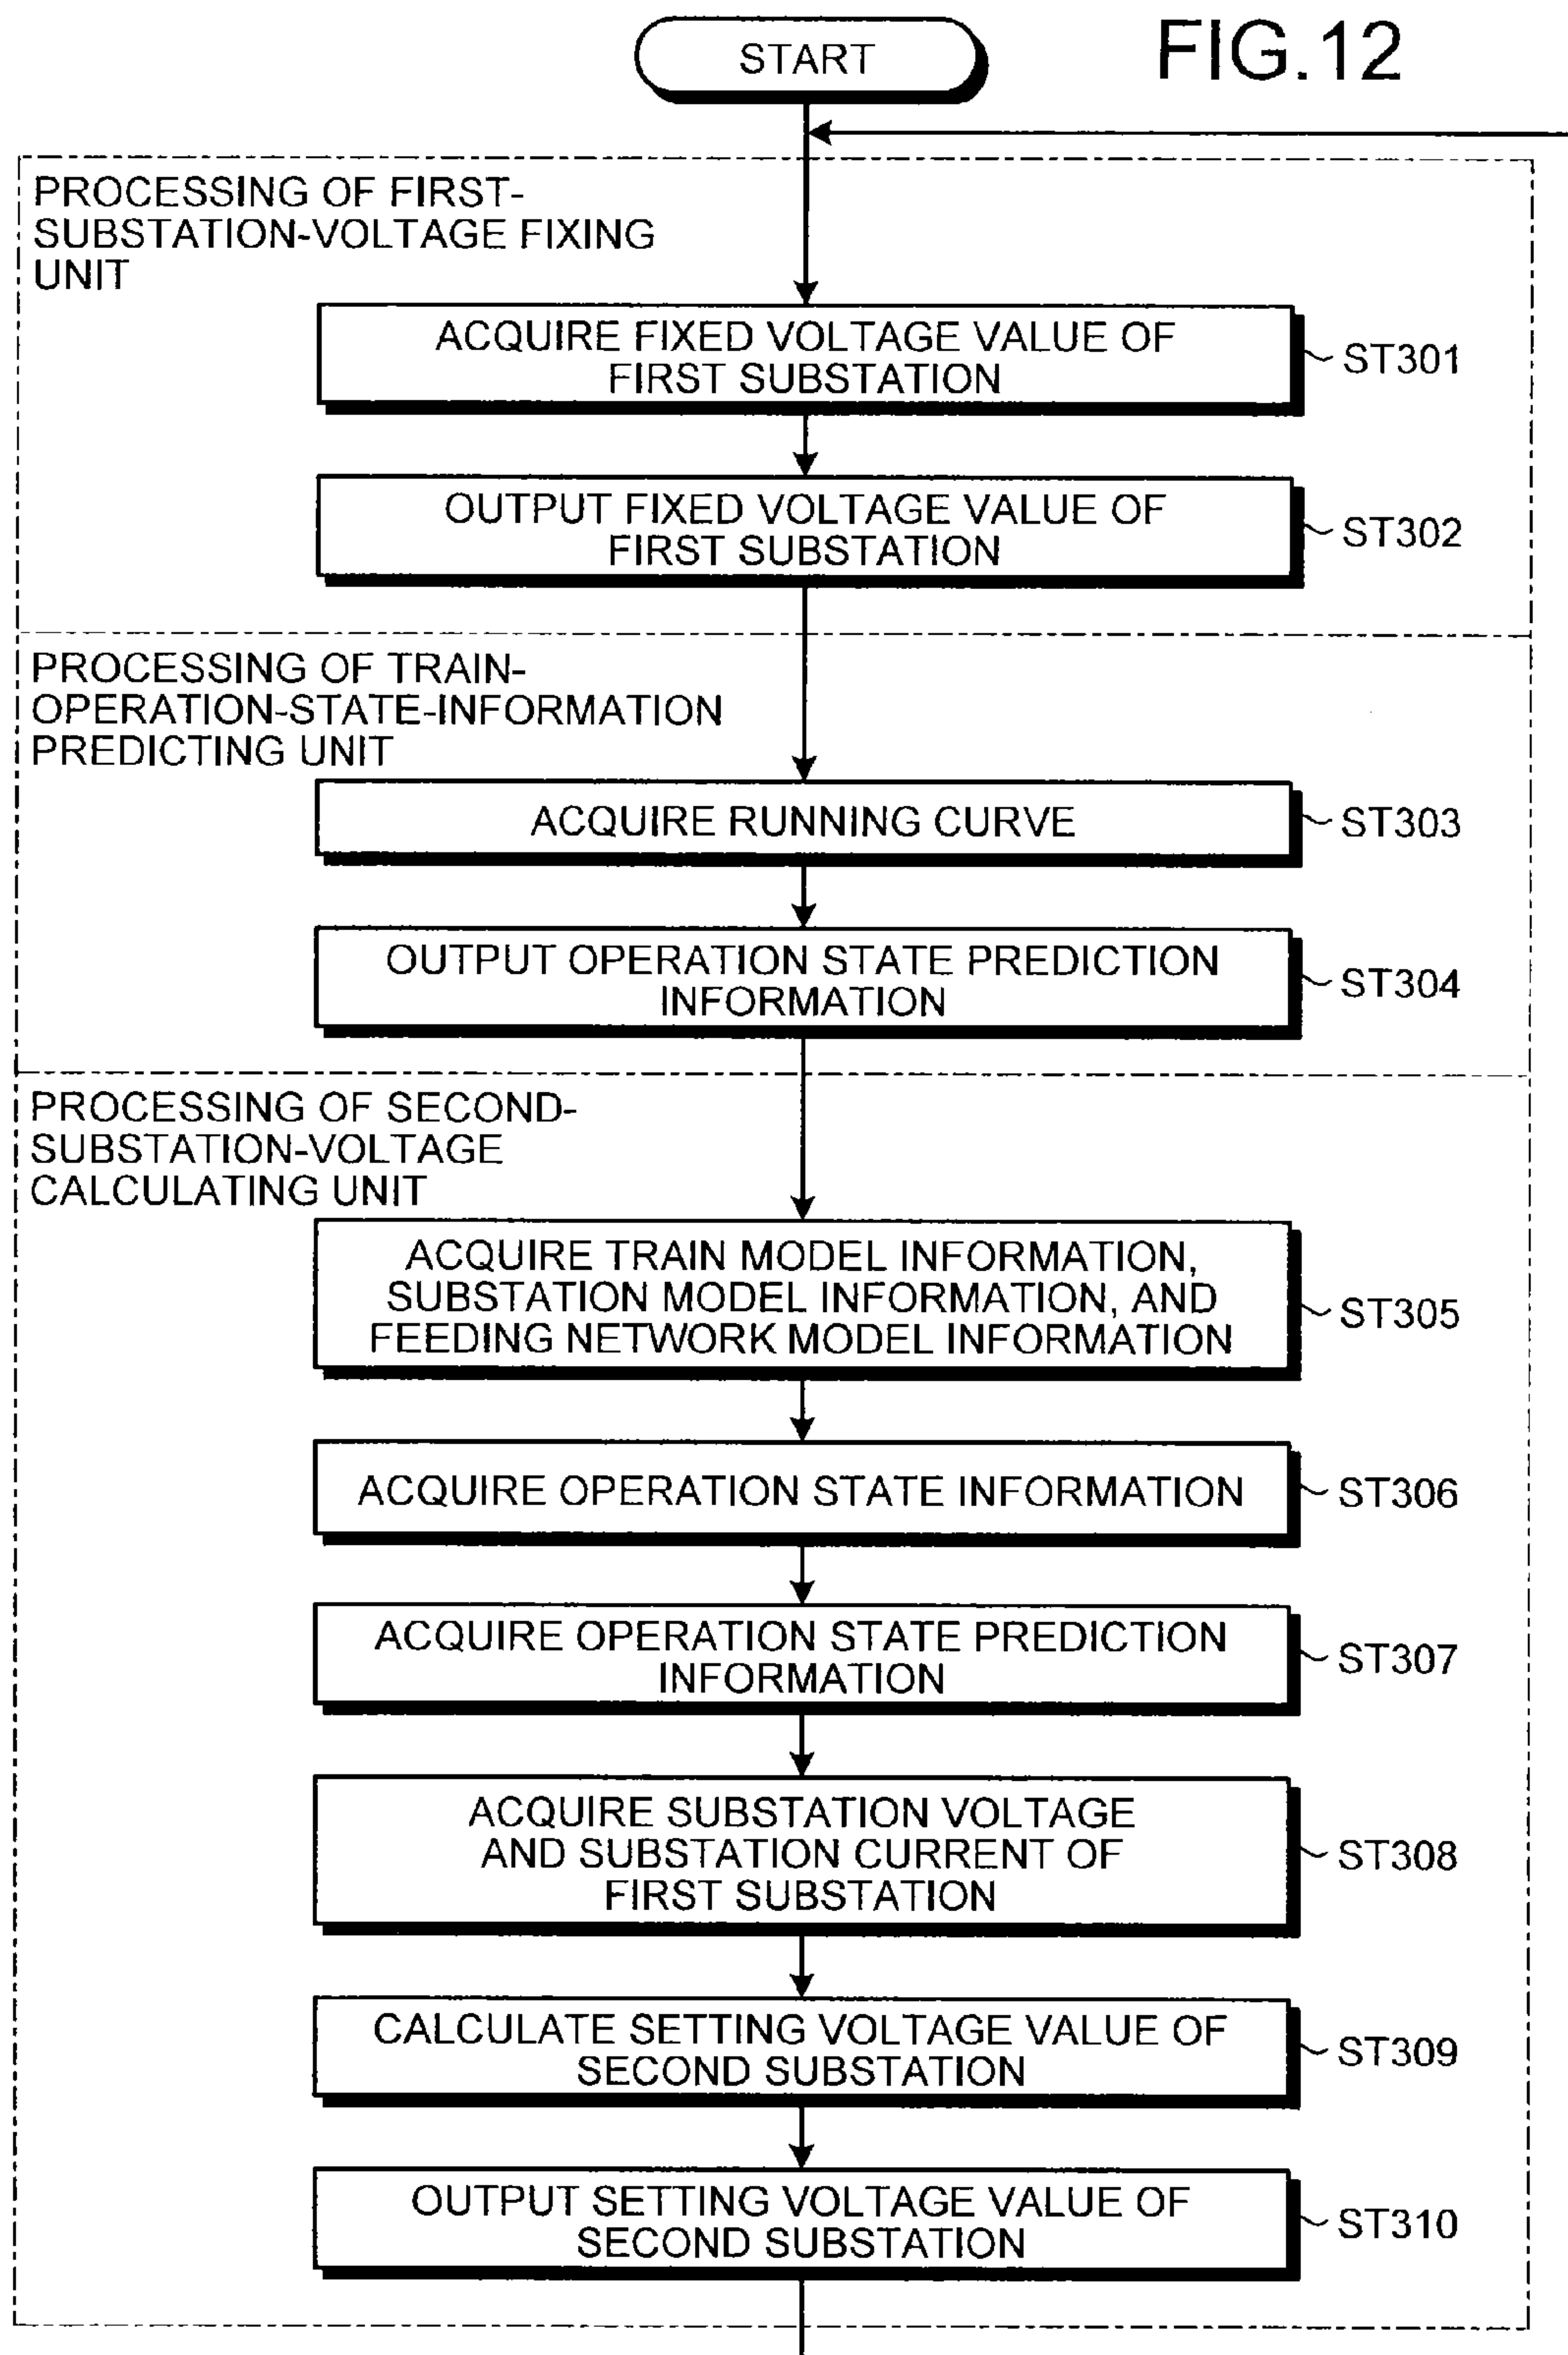 START
FIG.12
PROCESSING OF FIRST-
SUBSTATION-VOLTAGE FIXING
UNIT
ACQUIRE FIXED VOLTAGE VALUE OF
FIRST SUBSTATION
ST301
OUTPUT FIXED VOLTAGE VALUE OF
FIRST SUBSTATION
ST302
PROCESSING OF TRAIN-
OPERATION-STATE-INFORMATION
PREDICTING UNIT
ACQUIRE RUNNING CURVE
ST303
OUTPUT OPERATION STATE PREDICTION
INFORMATION
ST304
PROCESSING OF SECOND-
SUBSTATION-VOLTAGE
CALCULATING UNIT
ACQUIRE TRAIN MODEL INFORMATION,
SUBSTATION MODEL INFORMATION, AND
FEEDING NETWORK MODEL INFORMATION
ST305
ACQUIRE OPERATION STATE INFORMATION
ST306
ACQUIRE OPERATION STATE PREDICTION
INFORMATION
ST307
ACQUIRE SUBSTATION VOLTAGE
AND SUBSTATION CURRENT OF
FIRST SUBSTATION
ST308
CALCULATE SETTING VOLTAGE VALUE OF
SECOND SUBSTATION
ST309
OUTPUT SETTING VOLTAGE VALUE OF
SECOND SUBSTATION
ST310